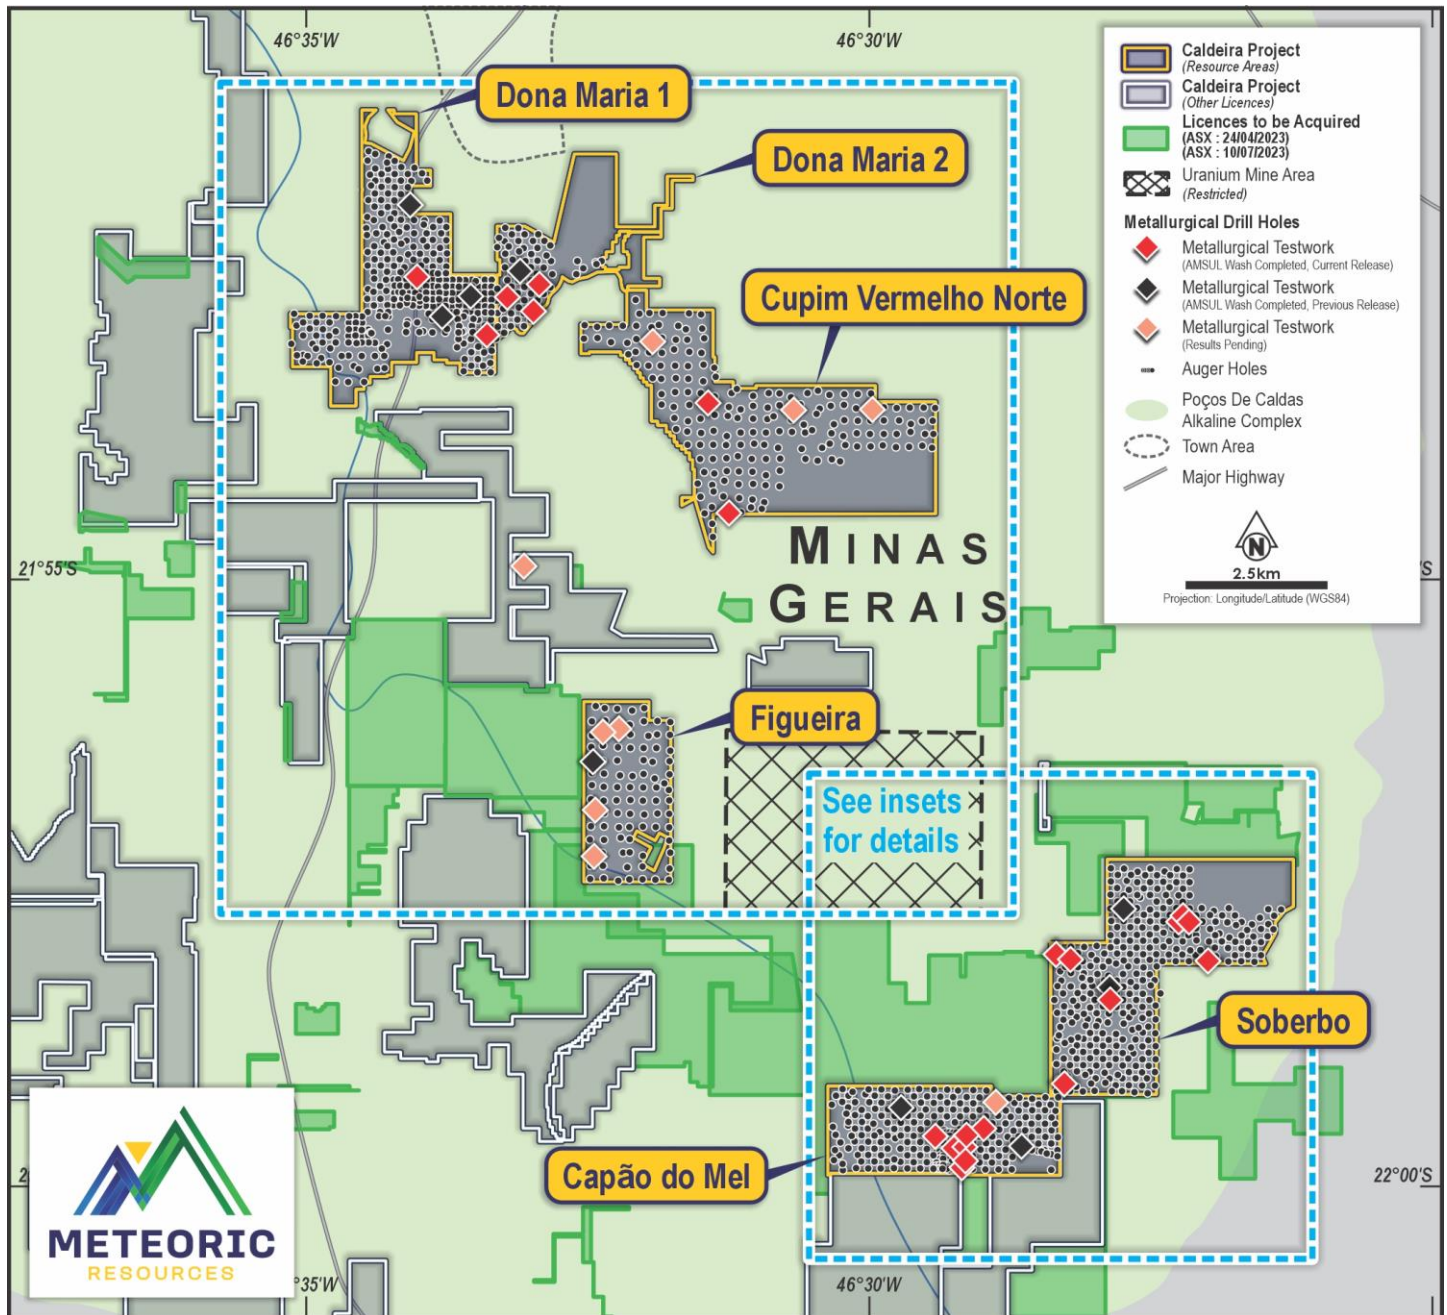 46°35'W
46°30'W
Dona Maria 1
Dona Maria 2
Cupim Vermelho Norte
Caldeira Project
(Resource Areas)
Caldeira Project
(Other Licences)
Licences to be Acquired
(ASX : 24/04/2023)
(ASX : 10/07/2023)
Uranium Mine Area
(Restricted)
Metallurgical Drill Holes
Metallurgical Testwork
(AMSUL Wash Completed, Current Release)
Metallurgical Testwork
(AMSUL Wash Completed, Previous Release)
Metallurgical Testwork
(Results Pending)
Auger Holes
Poços De Caldas
Alkaline Complex
Town Area
Major Highway
N
2.5km
Projection: Longitude/Latitude (WGS84)
21°55'S
S
MINAS
GERAIS
Figueira
See insets
for details
Soberbo
Capão do Mel
22°00'S
2
METEORIC
RESOURCES
°35'W
46°30'W